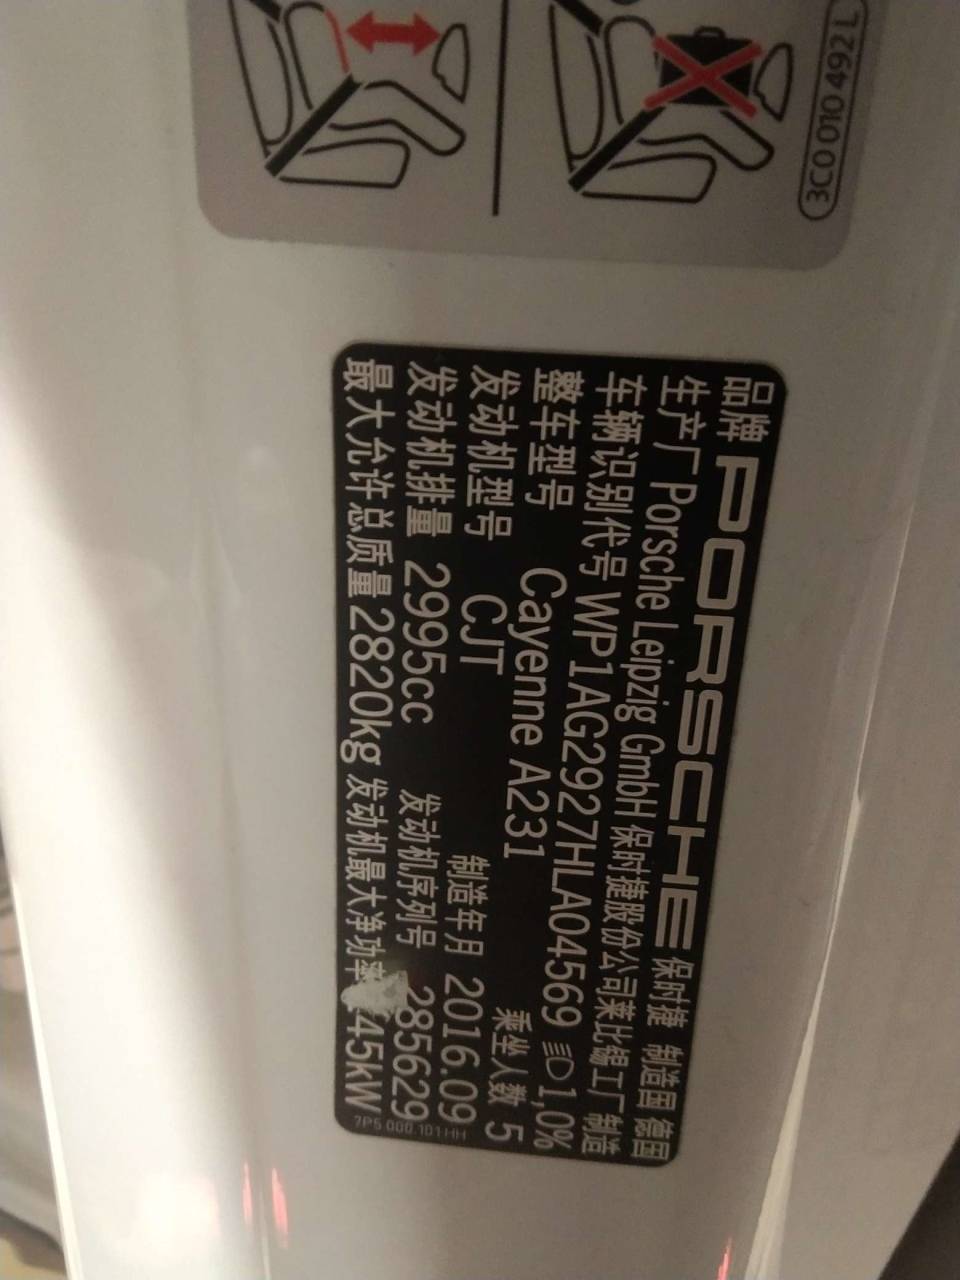 3C0 010 492 L
品牌 PORSCHE 保时捷 制造国 德国
生产厂 Porsche Leipzig GmbH 保时捷股份公司莱比锡工厂 制造
车辆识别代号 WP1AG2927HLA04569 1,0%
整车型号 Cayenne A231 乘坐人数 5
发动机型号 CJT 制造年月 2016.09
发动机排量 2995cc 发动机序列号 285629
最大允许总质量 2820kg 发动机最大净功率 45kW
7P5.000.101 HH